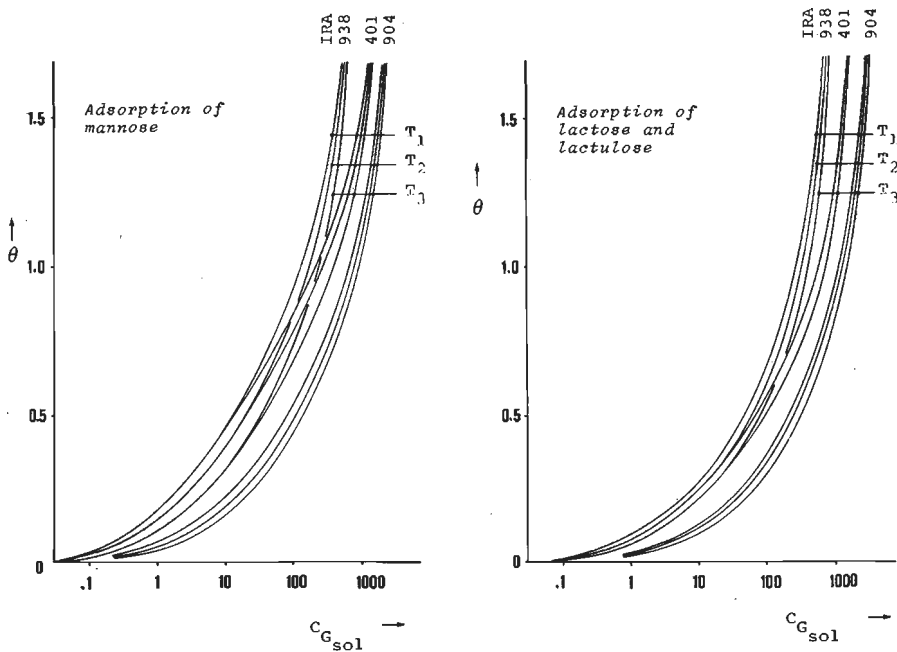 IRA
938
401
904
Adsorption of
mannose
1.5
1.0
0.5
0
θ
T1
T2
T3
.1
1
10
100
1000
CGsol
IRA
938
401
904
Adsorption of
lactose and
lactulose
1.5
1.0
0.5
0
θ
T1
T2
T3
.1
1
10
100
1000
CGsol